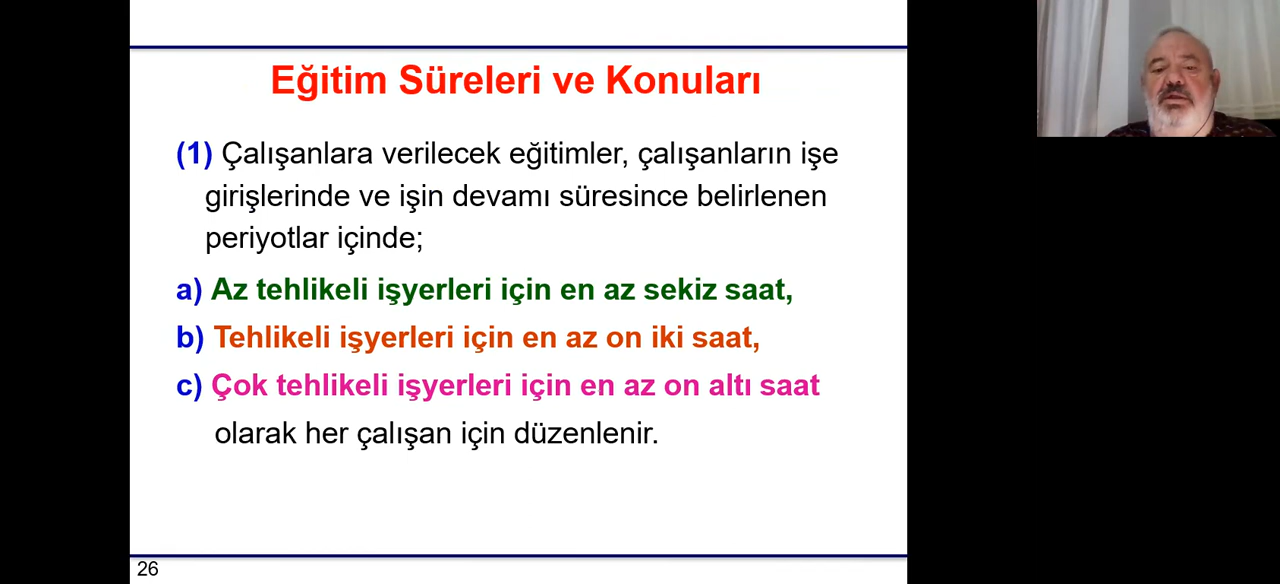 Eğitim Süreleri ve Konuları
(1) Çalışanlara verilecek eğitimler, çalışanların işe
girişlerinde ve işin devamı süresince belirlenen
periyotlar içinde;
a) Az tehlikeli işyerleri için en az sekiz saat,
b) Tehlikeli işyerleri için en az on iki saat,
c) Çok tehlikeli işyerleri için en az on altı saat
olarak her çalışan için düzenlenir.
26